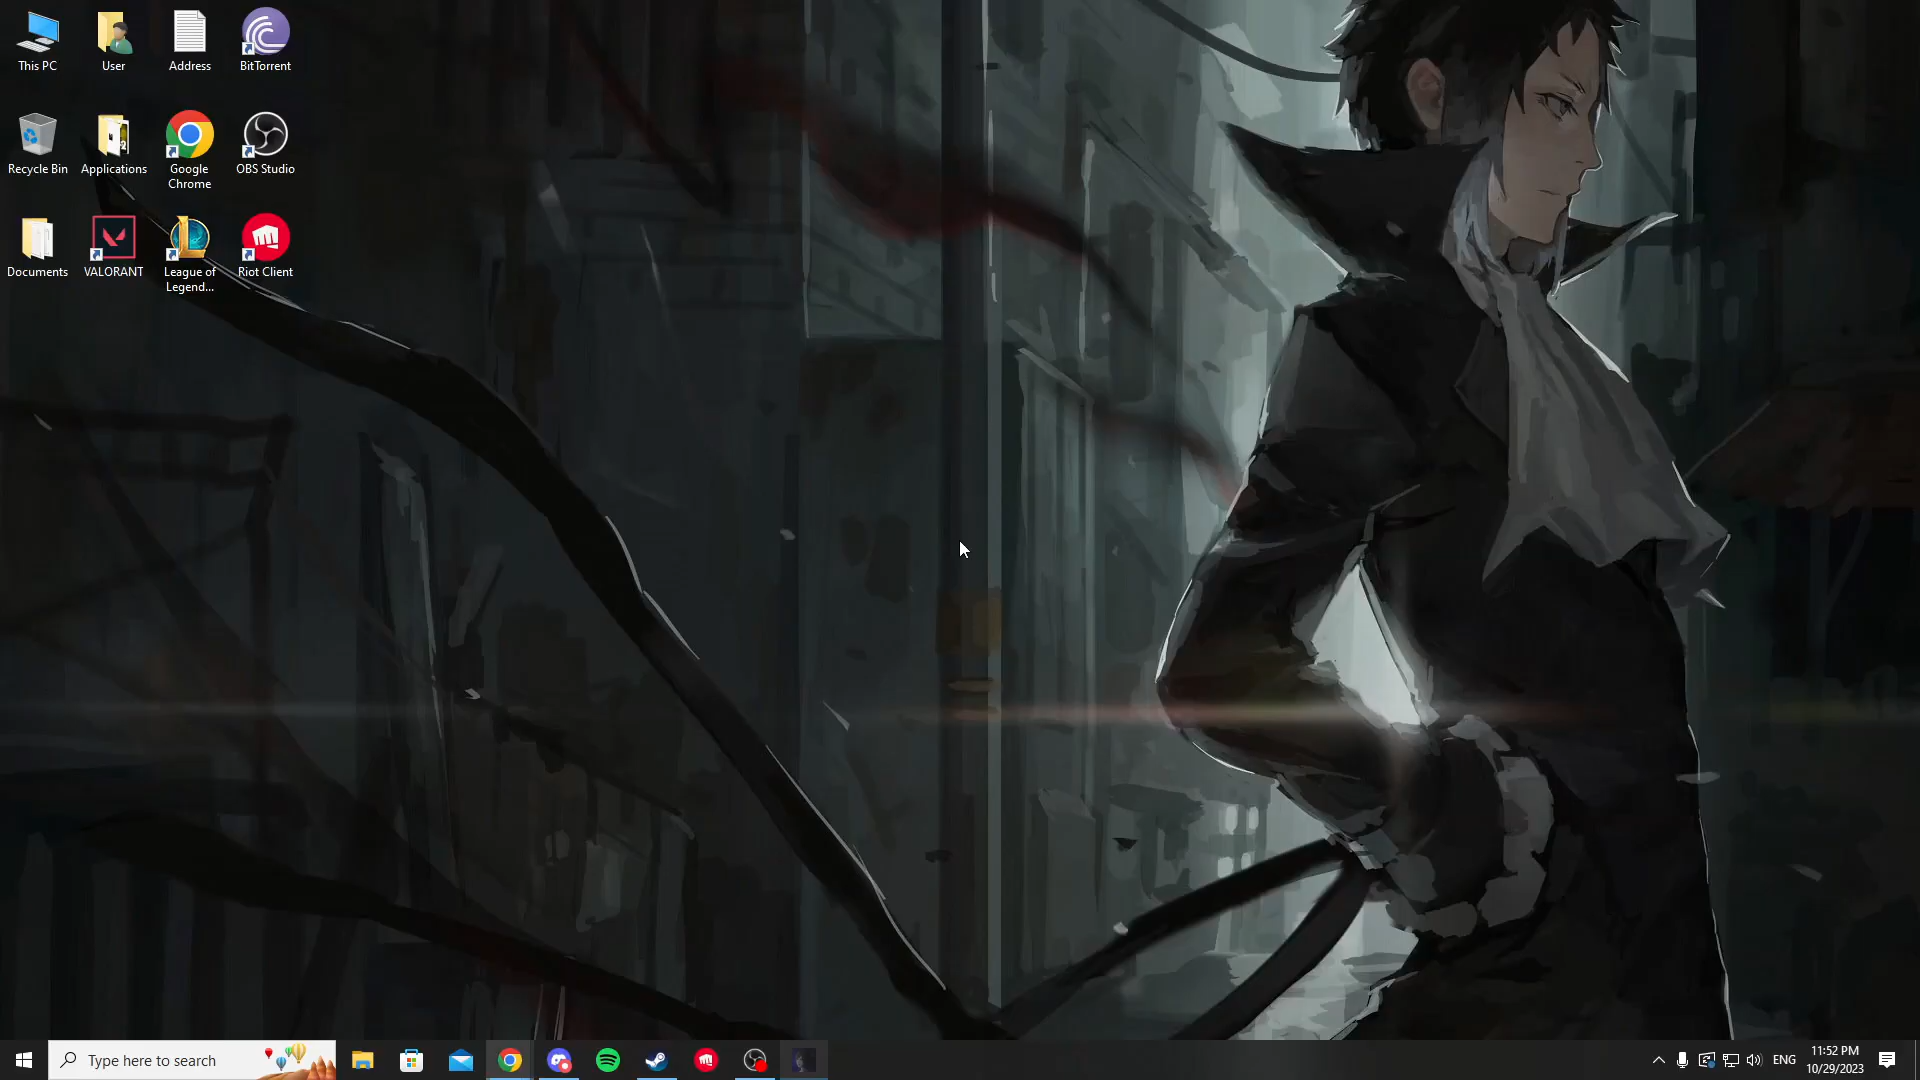 This PC
User
Address
BitTorrent
Recycle Bin
Applications
Google
Chrome
OBS Studio
Documents
VALORANT
League of
Legend...
Riot Client
Type here to search
ENG
11:52 PM
10/29/2023